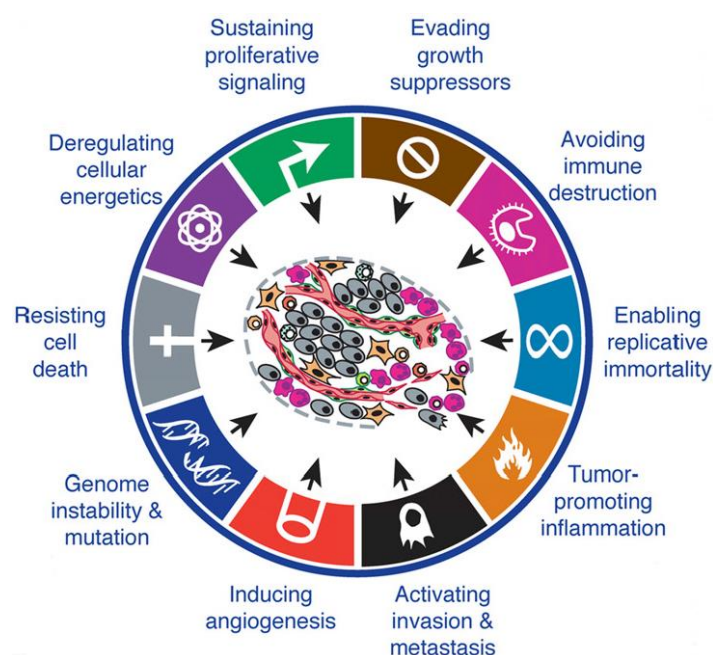 Sustaining
proliferative
signaling
Evading
growth
suppressors
Avoiding
immune
destruction
Enabling
replicative
immortality
Tumor-
promoting
inflammation
Activating
invasion &
metastasis
Inducing
angiogenesis
Genome
instability &
mutation
Resisting
cell
death
Deregulating
cellular
energetics